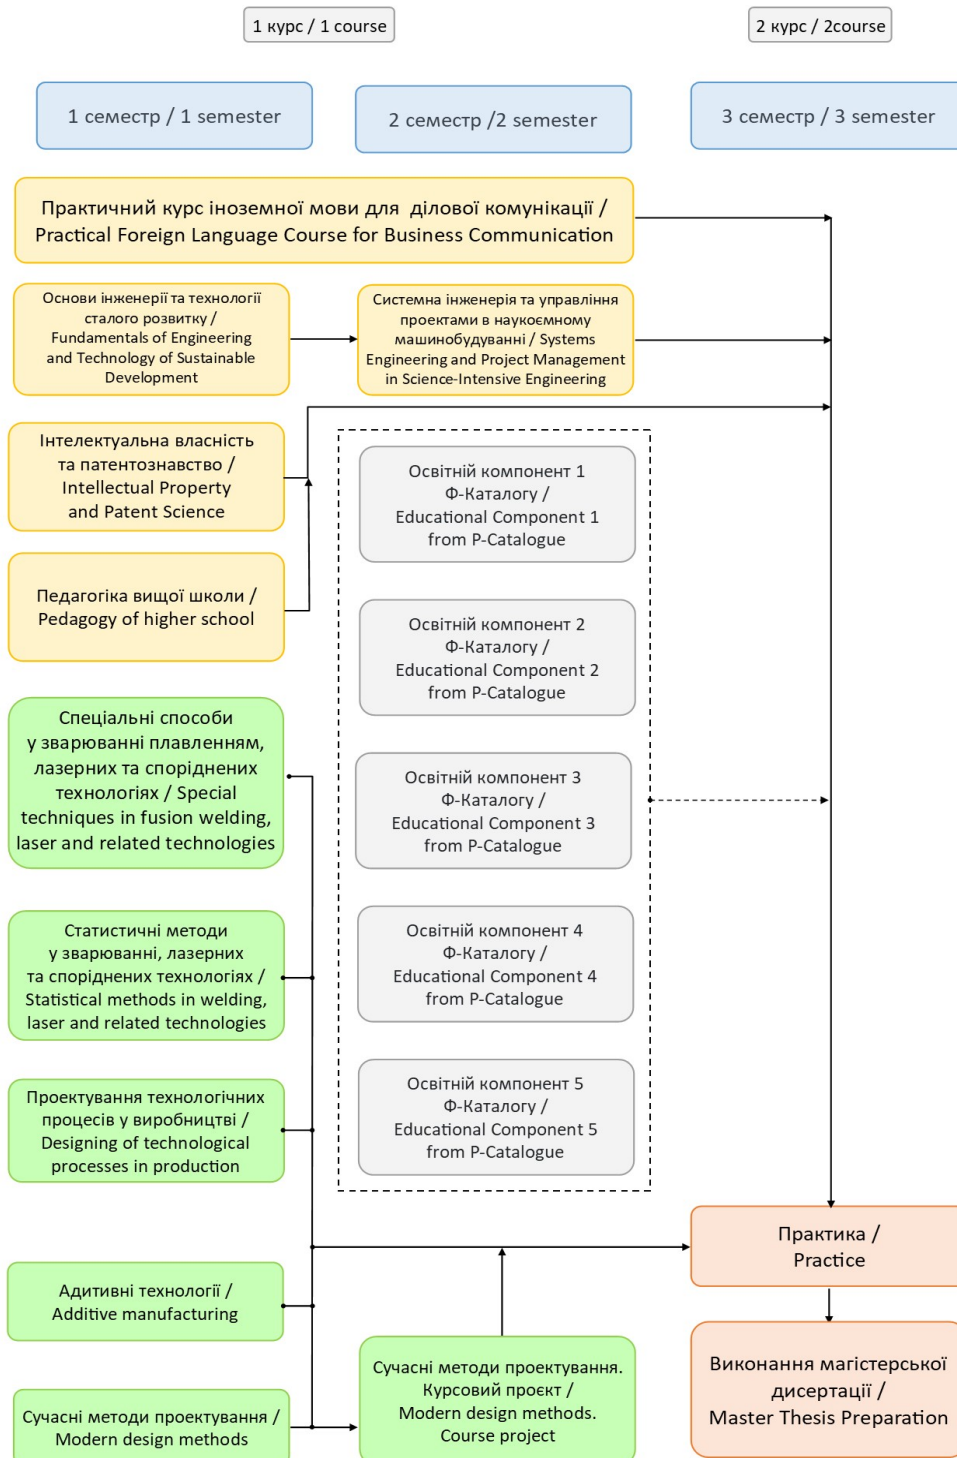 1 курс / 1 course
2 курс / 2course
1 семестр / 1 semester
2 семестр /2 semester
3 семестр / 3 semester
Практичний курс іноземної мови для ділової комунікації /
Practical Foreign Language Course for Business Communication
Основи інженерії та технології
сталого розвитку /
Fundamentals of Engineering
and Technology of Sustainable
Development
Системна інженерія та управління
проектами в наукоємному
машинобудуванні / Systems
Engineering and Project Management
in Science-Intensive Engineering
Інтелектуальна власність
та патентознавство /
Intellectual Property
and Patent Science
Педагогіка вищої школи /
Pedagogy of higher school
Освітній компонент 1
Ф-Каталогу /
Educational Component 1
from P-Catalogue
Освітній компонент 2
Ф-Каталогу /
Educational Component 2
from P-Catalogue
Освітній компонент 3
Ф-Каталогу /
Educational Component 3
from P-Catalogue
Освітній компонент 4
Ф-Каталогу /
Educational Component 4
from P-Catalogue
Освітній компонент 5
Ф-Каталогу /
Educational Component 5
from P-Catalogue
Спеціальні способи
у зварюванні плавленням,
лазерних та споріднених
технологіях / Special
techniques in fusion welding,
laser and related technologies
Статистичні методи
у зварюванні, лазерних
та споріднених технологіях /
Statistical methods in welding,
laser and related technologies
Проектування технологічних
процесів у виробництві /
Designing of technological
processes in production
Адитивні технології /
Additive manufacturing
Сучасні методи проектування /
Modern design methods
Сучасні методи проектування.
Курсовий проєкт /
Modern design methods.
Course project
Практика /
Practice
Виконання магістерської
дисертації /
Master Thesis Preparation